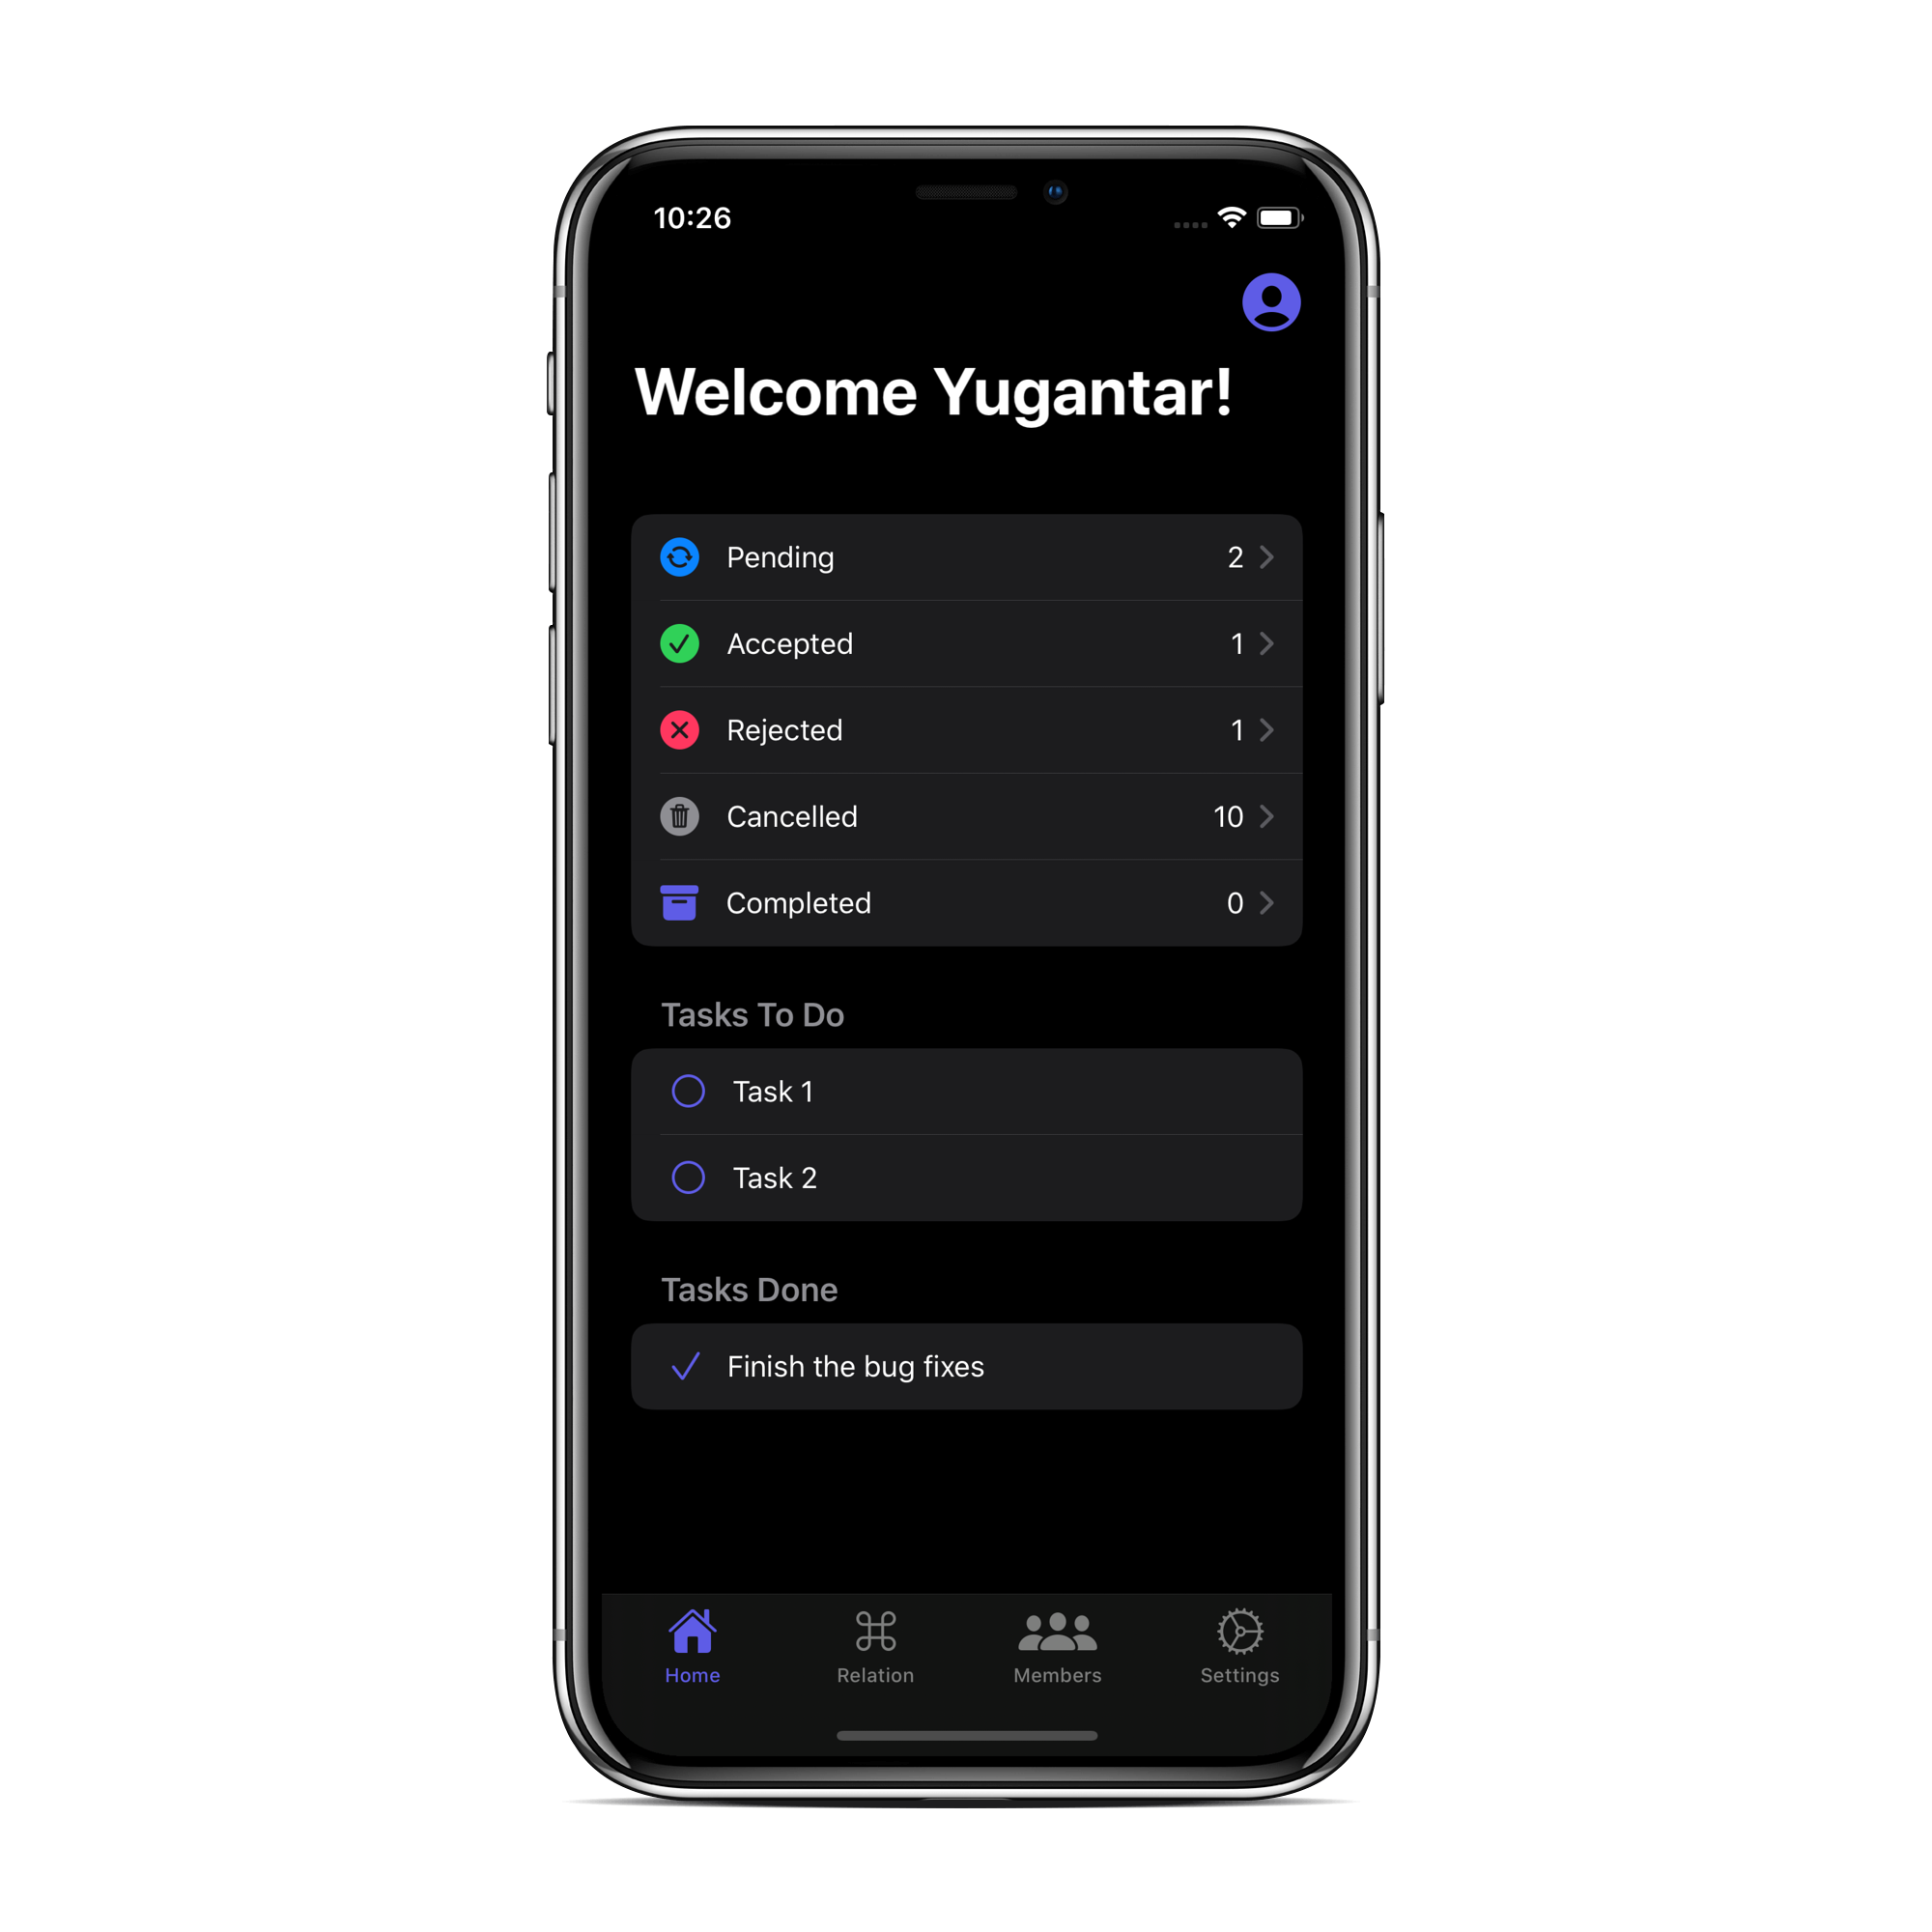 10:26
Welcome Yugantar!
Pending 2
Accepted 1
Rejected 1
Cancelled 10
Completed 0
Tasks To Do
Task 1
Task 2
Tasks Done
Finish the bug fixes
Home Relation Members Settings